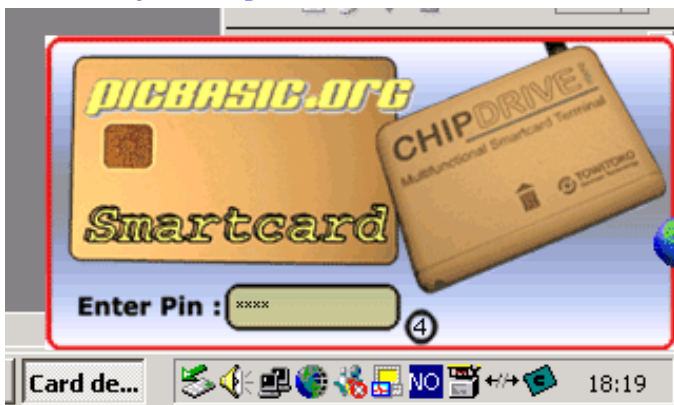 picbasic.org
CHIPDRIVE
Multifunctional Smartcard Terminal
TOWITOKO
Smartcard
Enter Pin : ****
4
Card de...
NO
18:19